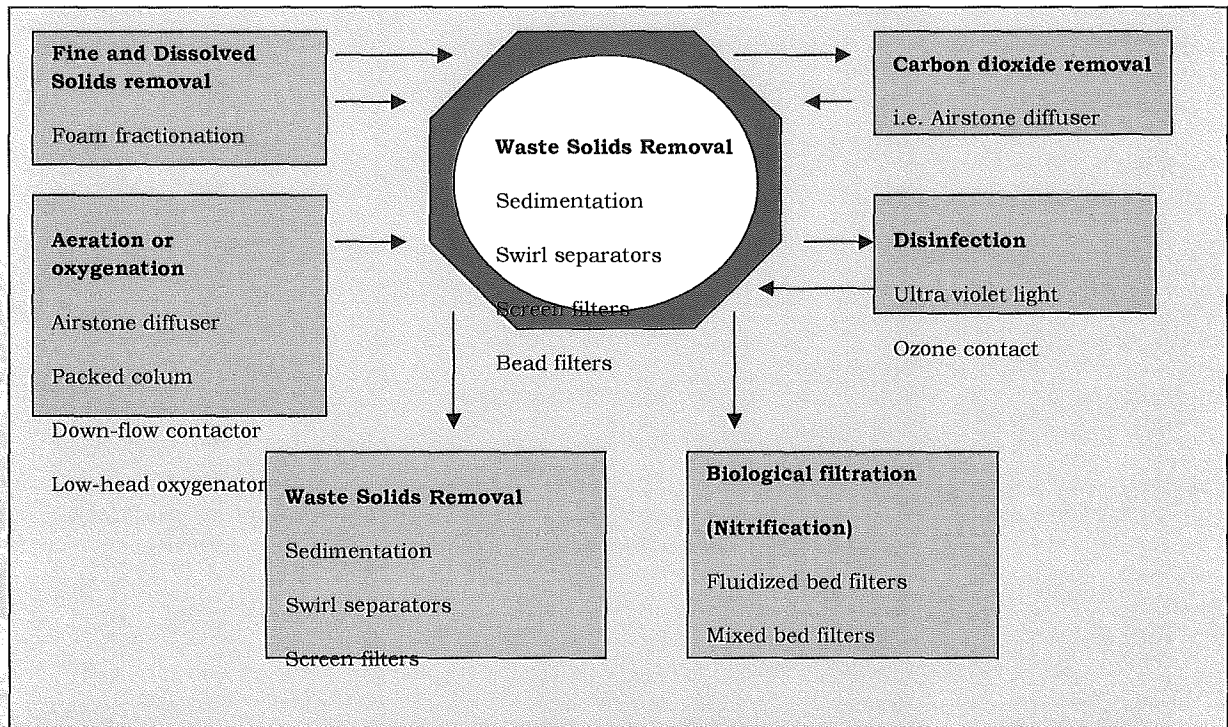 Fine and Dissolved
Solids removal
Foam fractionation
Aeration or
oxygenation
Airstone diffuser
Packed colum
Down-flow contactor
Low-head oxygenator
Waste Solids Removal
Sedimentation
Swirl separators
Screen filters
Bead filters
Carbon dioxide removal
i.e. Airstone diffuser
Disinfection
Ultra violet light
Ozone contact
Waste Solids Removal
Sedimentation
Swirl separators
Screen filters
Biological filtration
(Nitrification)
Fluidized bed filters
Mixed bed filters